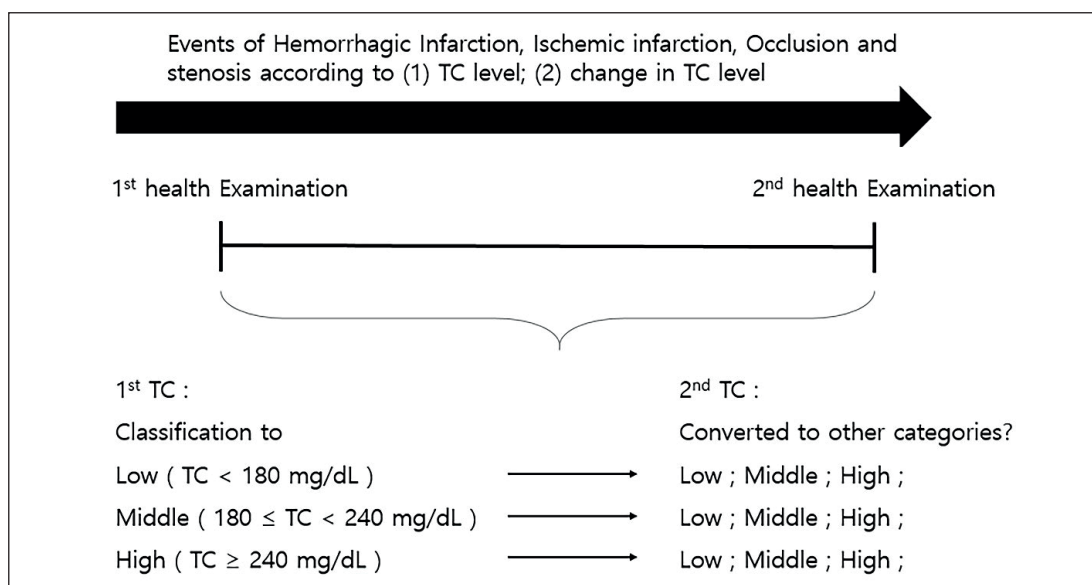 Events of Hemorrhagic Infarction, Ischemic infarction, Occlusion and
stenosis according to (1) TC level; (2) change in TC level
1st health Examination
2nd health Examination
1st TC :
Classification to
Low ( TC < 180 mg/dL )
Middle ( 180 ≤ TC < 240 mg/dL )
High ( TC ≥ 240 mg/dL )
2nd TC :
Converted to other categories?
Low ; Middle ; High ;
Low ; Middle ; High ;
Low ; Middle ; High ;